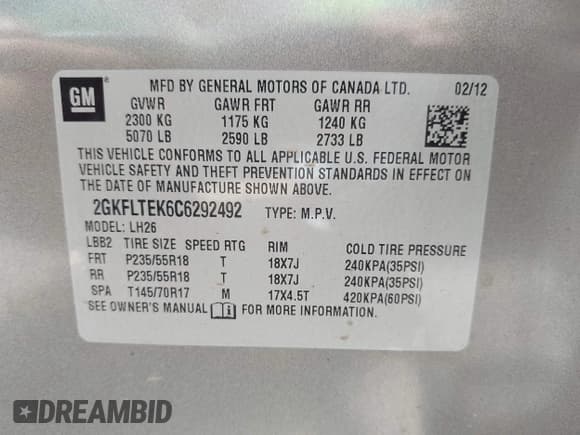 GM ®
MFD BY GENERAL MOTORS OF CANADA LTD. 02/12
GVWR GAWR FRT GAWR RR
2300 KG 1175 KG 1240 KG
5070 LB 2590 LB 2733 LB
THIS VEHICLE CONFORMS TO ALL APPLICABLE U.S. FEDERAL MOTOR
VEHICLE SAFETY AND THEFT PREVENTION STANDARDS IN EFFECT ON
THE DATE OF MANUFACTURE SHOWN ABOVE.
2GKFLTEK6C6292492 TYPE: M.P.V.
MODEL: LH26
LBB2 TIRE SIZE SPEED RTG RIM COLD TIRE PRESSURE
FRT P235/55R18 T 18X7J 240KPA(35PSI)
RR P235/55R18 T 18X7J 240KPA(35PSI)
SPA T145/70R17 M 17X4.5T 420KPA(60PSI)
SEE OWNER'S MANUAL i FOR MORE INFORMATION.
DREAMBID